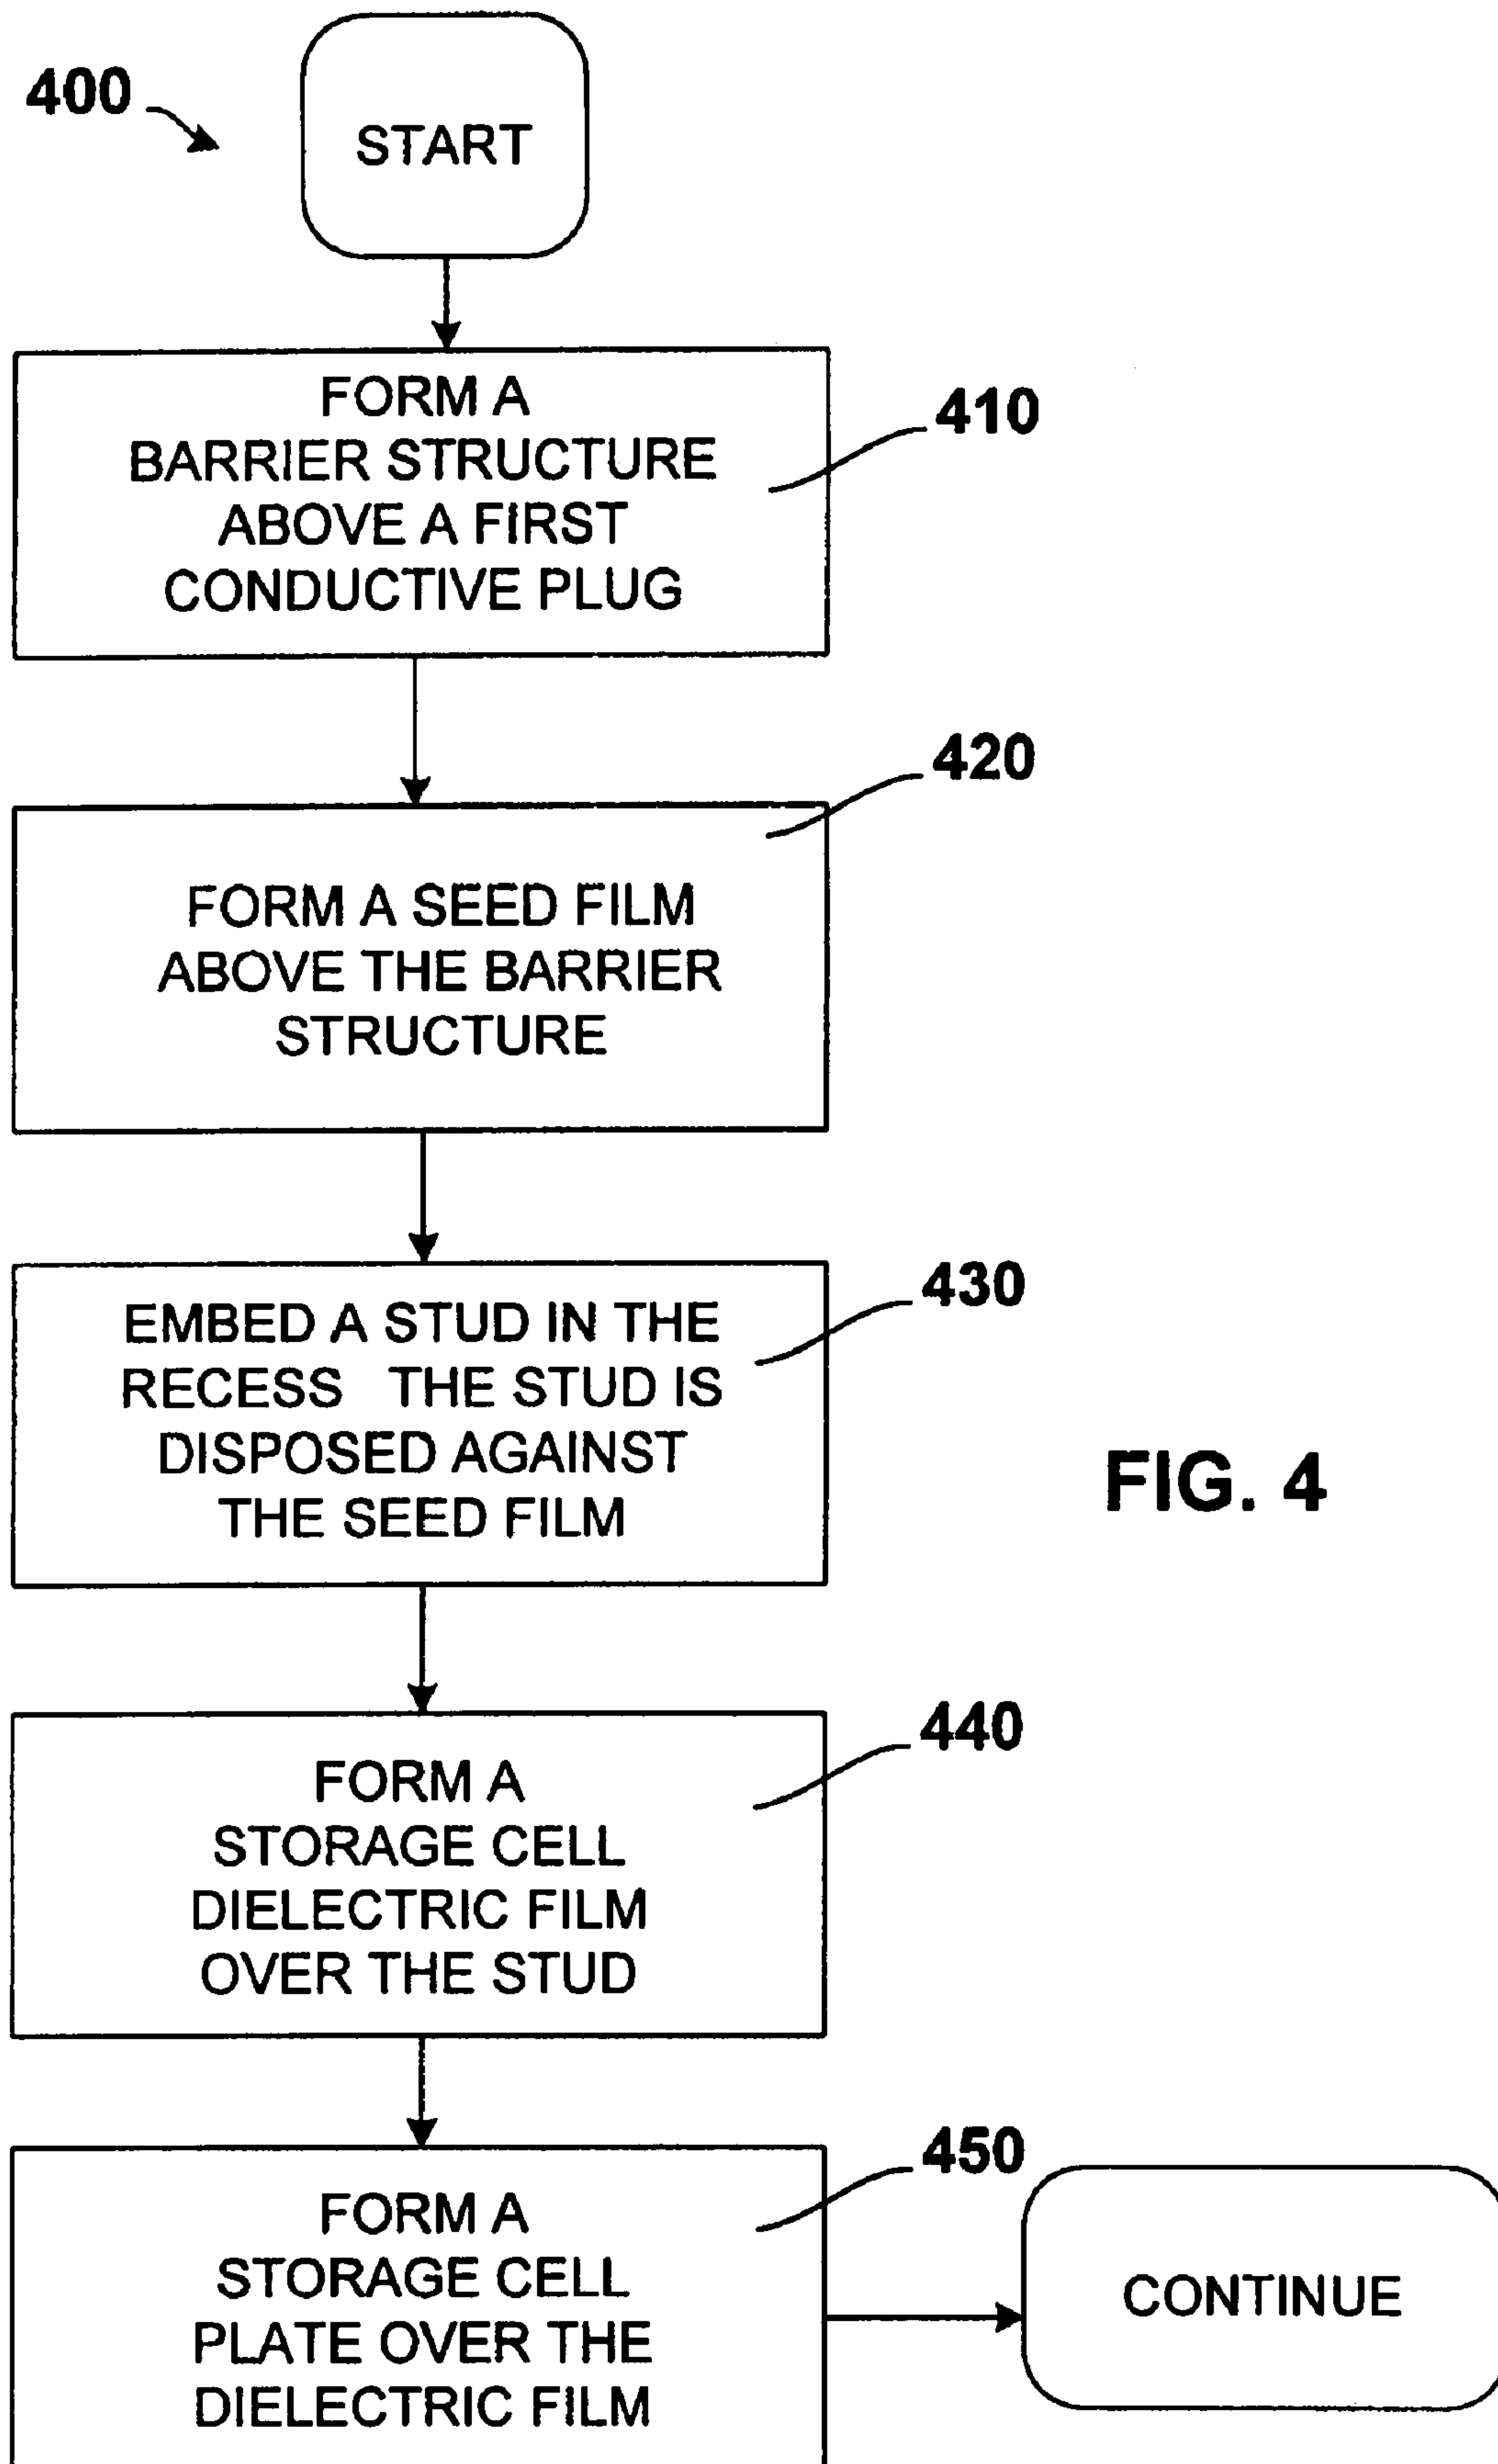 400
START
FORM A
BARRIER STRUCTURE
ABOVE A FIRST
CONDUCTIVE PLUG
410
FORM A SEED FILM
ABOVE THE BARRIER
STRUCTURE
420
EMBED A STUD IN THE
RECESS THE STUD IS
DISPOSED AGAINST
THE SEED FILM
430
FIG. 4
FORM A
STORAGE CELL
DIELECTRIC FILM
OVER THE STUD
440
FORM A
STORAGE CELL
PLATE OVER THE
DIELECTRIC FILM
450
CONTINUE